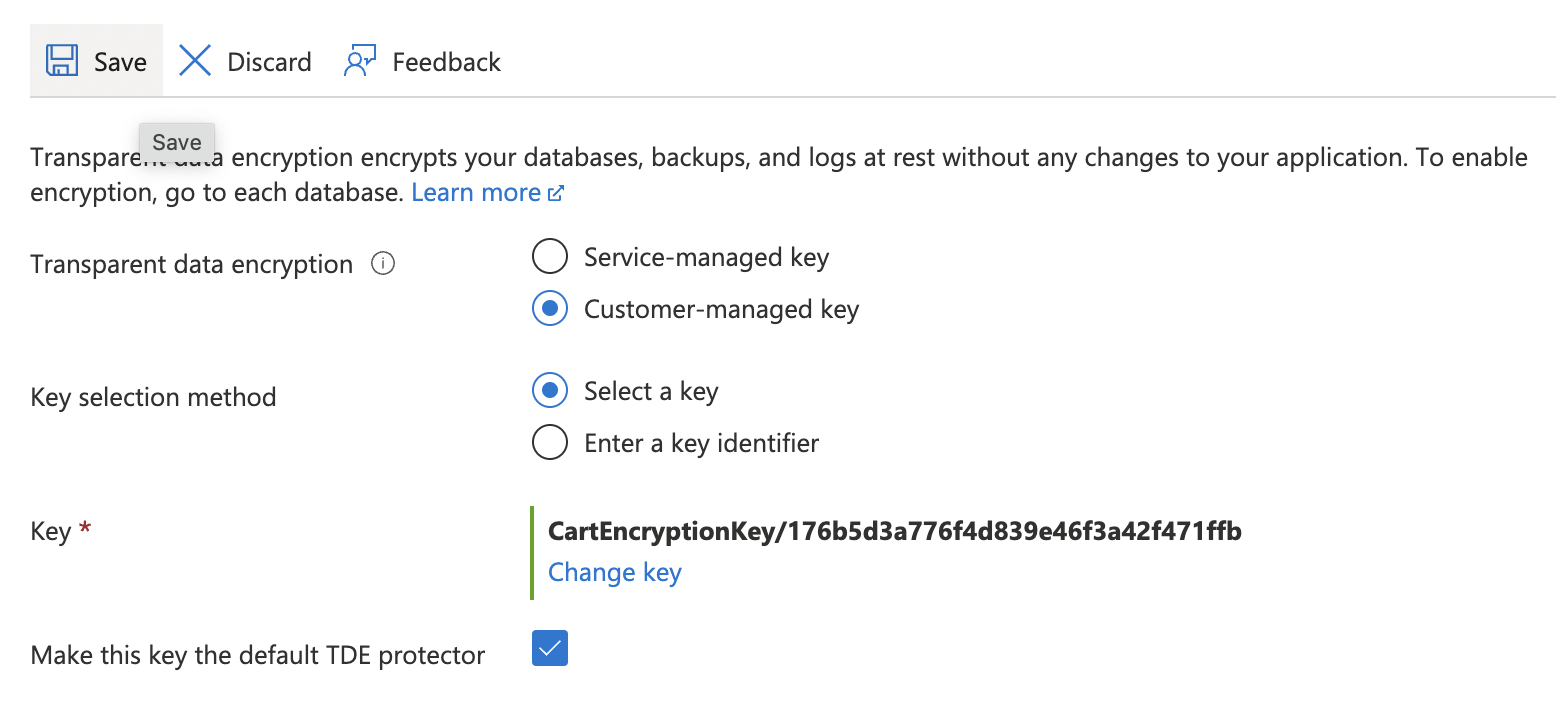 Save Discard Feedback
Save
Transparent data encryption encrypts your databases, backups, and logs at rest without any changes to your application. To enable
encryption, go to each database. Learn more
Transparent data encryption
Service-managed key
Customer-managed key
Key selection method
Select a key
Enter a key identifier
Key *
CartEncryptionKey/176b5d3a776f4d839e46f3a42f471ffb
Change key
Make this key the default TDE protector